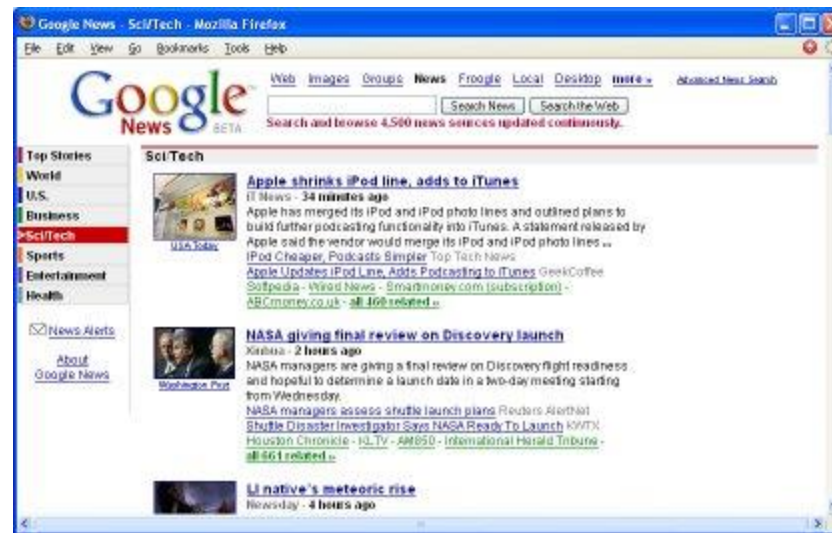 Google News - Sci/Tech - Mozilla Firefox
File Edit View Go Bookmarks Tools Help
Web Images Groups News Froogle Local Desktop more »
Advanced News Search
Google
News BETA
Search News Search the Web
Search and browse 4,500 news sources updated continuously.
Top Stories
World
U.S.
Business
>Sci/Tech
Sports
Entertainment
Health
News Alerts
About
Google News
Sci/Tech
USA Today
Apple shrinks iPod line, adds to iTunes
iT News - 34 minutes ago
Apple has merged its iPod and iPod photo lines and outlined plans to
build further podcasting functionality into iTunes. A statement released by
Apple said the vendor would merge its iPod and iPod photo lines ...
iPod Cheaper, Podcasts Simpler Top Tech News
Apple Updates iPod Line, Adds Podcasting to iTunes GeekCoffee
Softpedia - Wired News - Smartmoney.com (subscription) -
ABCmoney.co.uk - all 460 related »
Washington Post
NASA giving final review on Discovery launch
Xinhua - 2 hours ago
NASA managers are giving a final review on Discovery flight readiness
and hopeful to determine a launch date in a two-day meeting starting
from Wednesday.
NASA managers assess shuttle launch plans Reuters AlertNet
Shuttle Disaster Investigator Says NASA Ready To Launch KWTX
Houston Chronicle - KLTV - AM850 - International Herald Tribune -
all 661 related »
LI native's meteoric rise
Newsday - 4 hours ago